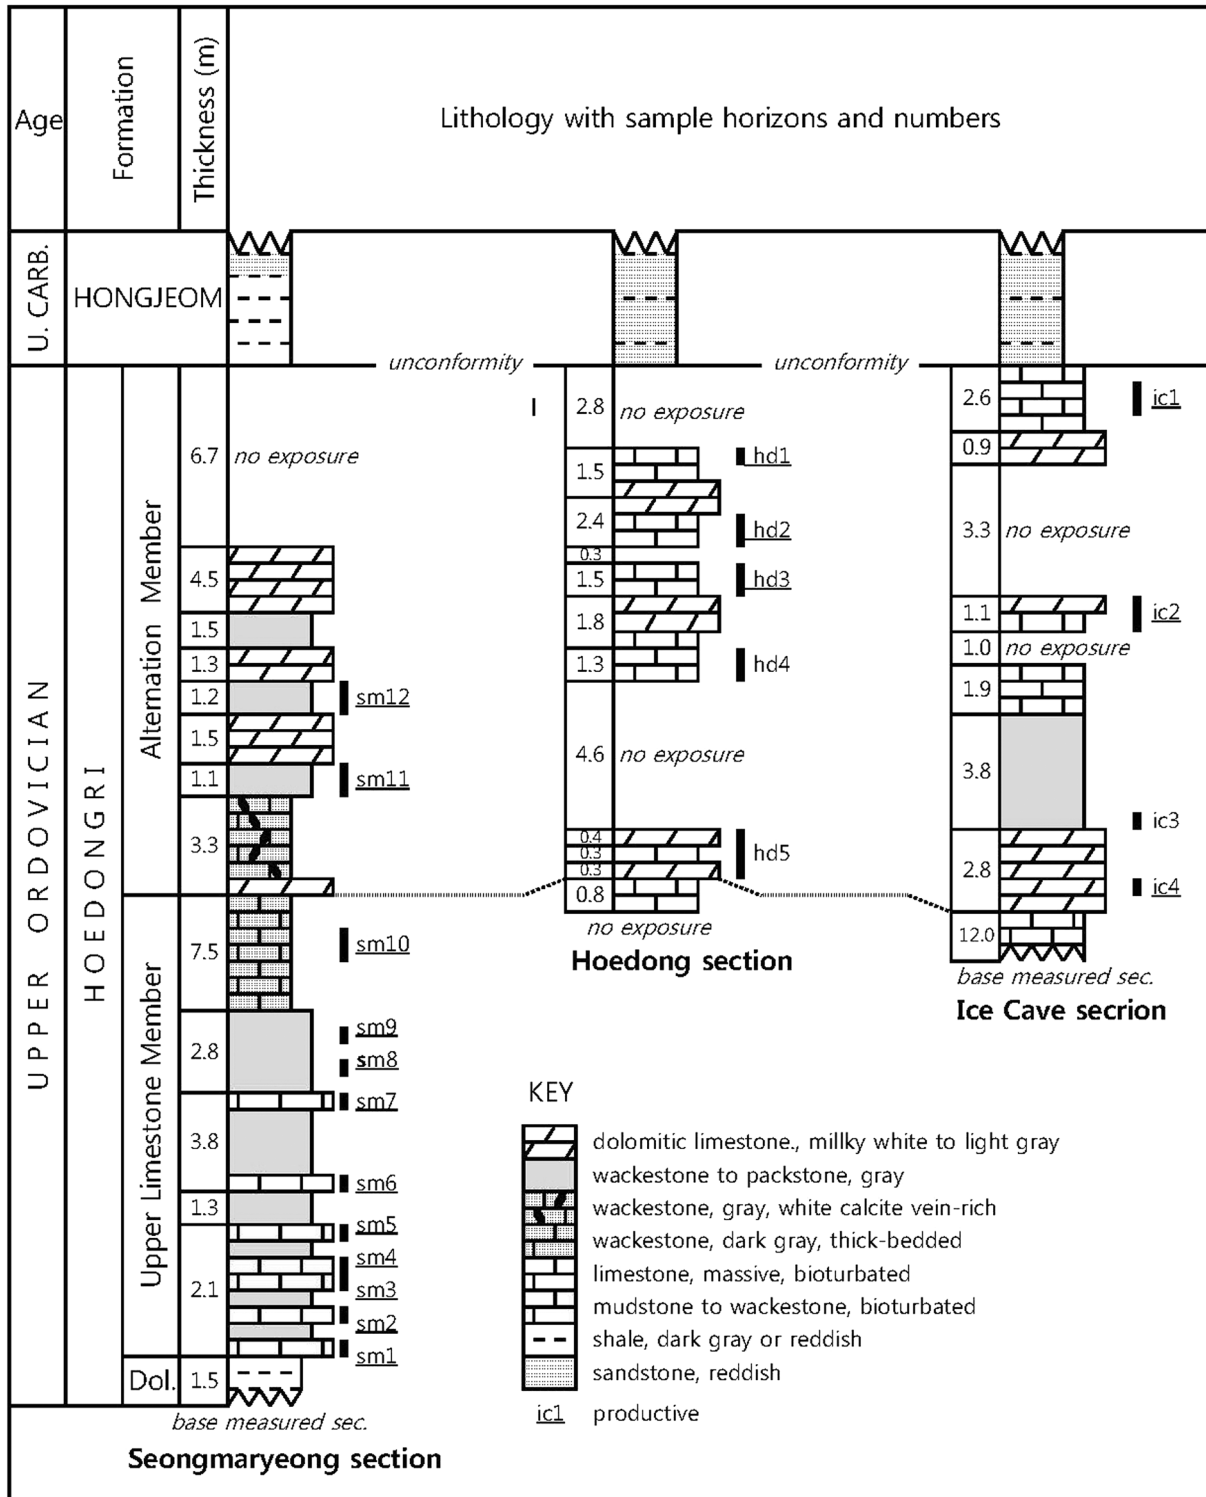 Age
Formation
Thickness (m)
Lithology with sample horizons and numbers
U. CARB.
HONGJEOM
UPPER ORDOVICIAN
HOEDONGRI
Alternation Member
Upper Limestone Member
Dol.
6.7 no exposure
4.5
1.5
1.3
1.2 sm12
1.5
1.1 sm11
3.3
7.5 sm10
2.8 sm9
sm8
sm7
3.8
sm6
1.3
sm5
sm4
2.1 sm3
sm2
sm1
1.5
base measured sec.
Seongmaryeong section
unconformity
2.8 no exposure
1.5 hd1
2.4 hd2
0.3
1.5 hd3
1.8
1.3 hd4
4.6 no exposure
0.4
0.3 hd5
0.3
0.8
no exposure
Hoedong section
unconformity
2.6 ic1
0.9
3.3 no exposure
1.1 ic2
1.0 no exposure
1.9
3.8
ic3
2.8 ic4
12.0
base measured sec.
Ice Cave secrion
KEY
dolomitic limestone., millky white to light gray
wackestone to packstone, gray
wackestone, gray, white calcite vein-rich
wackestone, dark gray, thick-bedded
limestone, massive, bioturbated
mudstone to wackestone, bioturbated
shale, dark gray or reddish
sandstone, reddish
ic1 productive